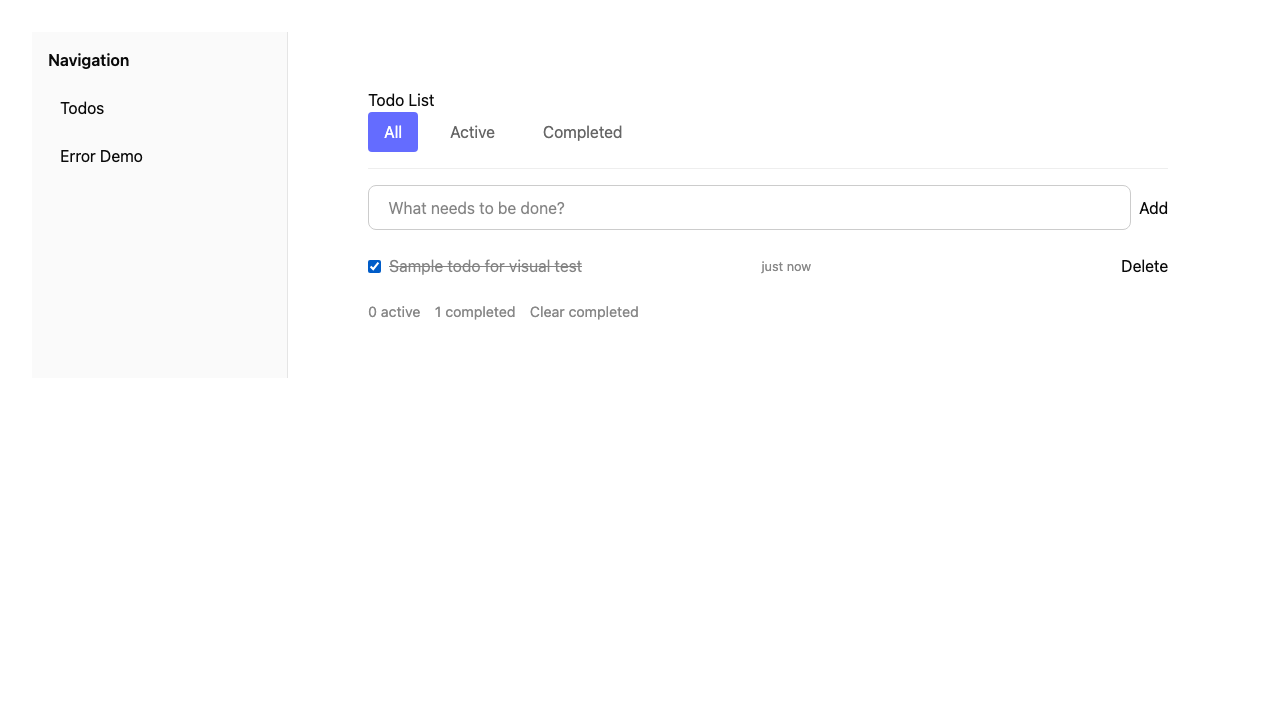 Navigation
Todos
Error Demo
Todo List
All Active Completed
What needs to be done? Add
Sample todo for visual test just now Delete
0 active 1 completed Clear completed